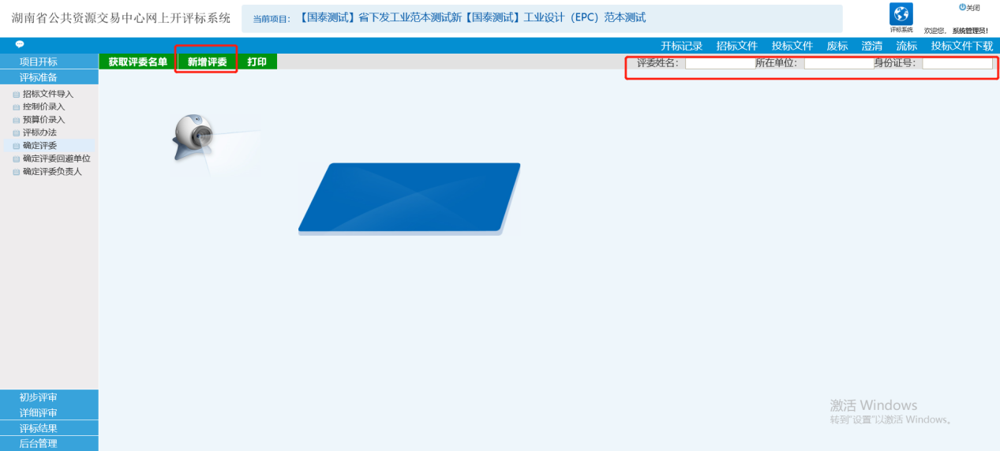 湖南省公共资源交易中心网上开评标系统
当前项目: 【国泰测试】省下发工业范本测试新【国泰测试】工业设计（EPC）范本测试
评标系统
关闭
欢迎您, 系统管理员!
开标记录 招标文件 投标文件 废标 澄清 流标 投标文件下载
项目开标
获取评委名单 新增评委 打印
评委姓名: 所在单位: 身份证号:
评标准备
招标文件导入
控制价录入
预算价录入
评标办法
确定评委
确定评委回避单位
确定评委负责人
初步评审
详细评审
评标结果
后台管理
激活 Windows
转到"设置"以激活 Windows。